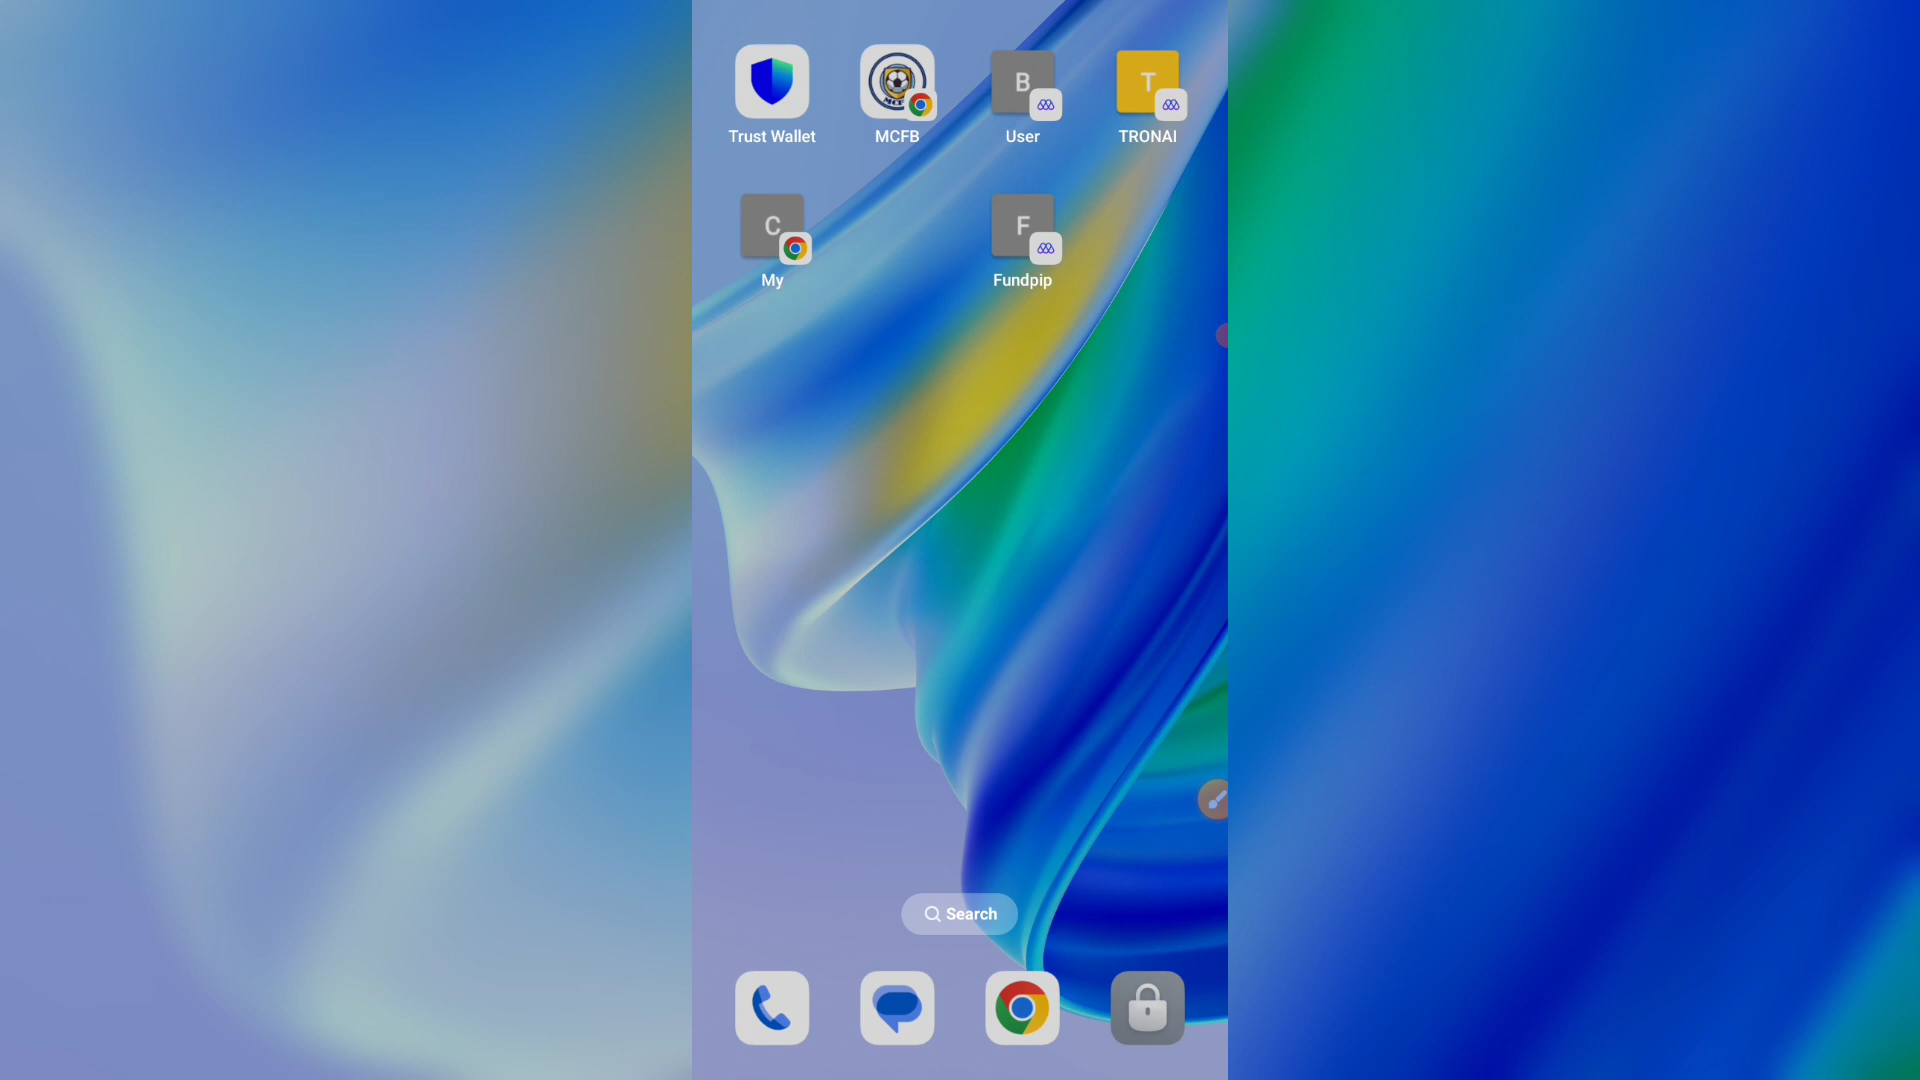 B
T
Trust Wallet
MCFB
User
TRONAI
C
F
My
Fundpip
Search